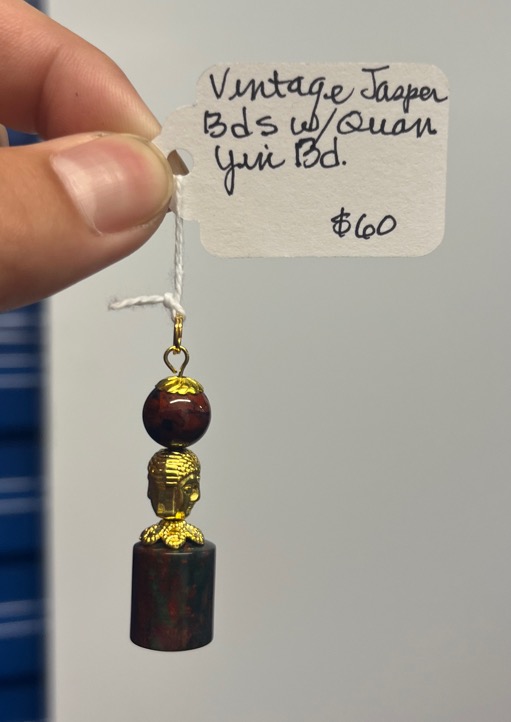 Vintage Jasper
Bds w/Quan
Yin Bd.
$60